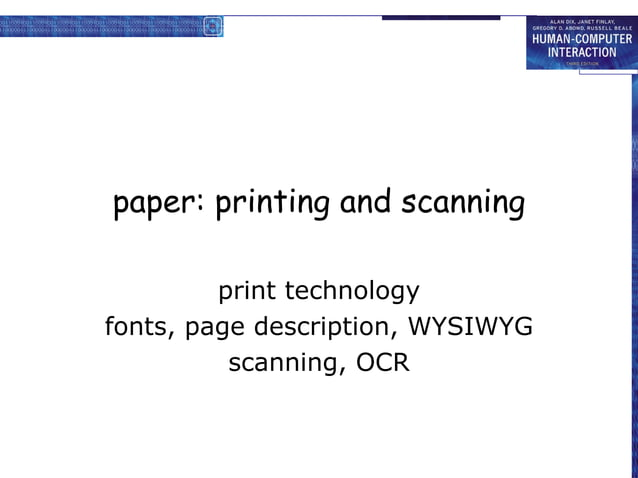 ALAN DIX, JANET FINLAY,
GREGORY D. ABOWD, RUSSELL BEALE
HUMAN-COMPUTER
INTERACTION
THIRD EDITION
paper: printing and scanning
print technology
fonts, page description, WYSIWYG
scanning, OCR